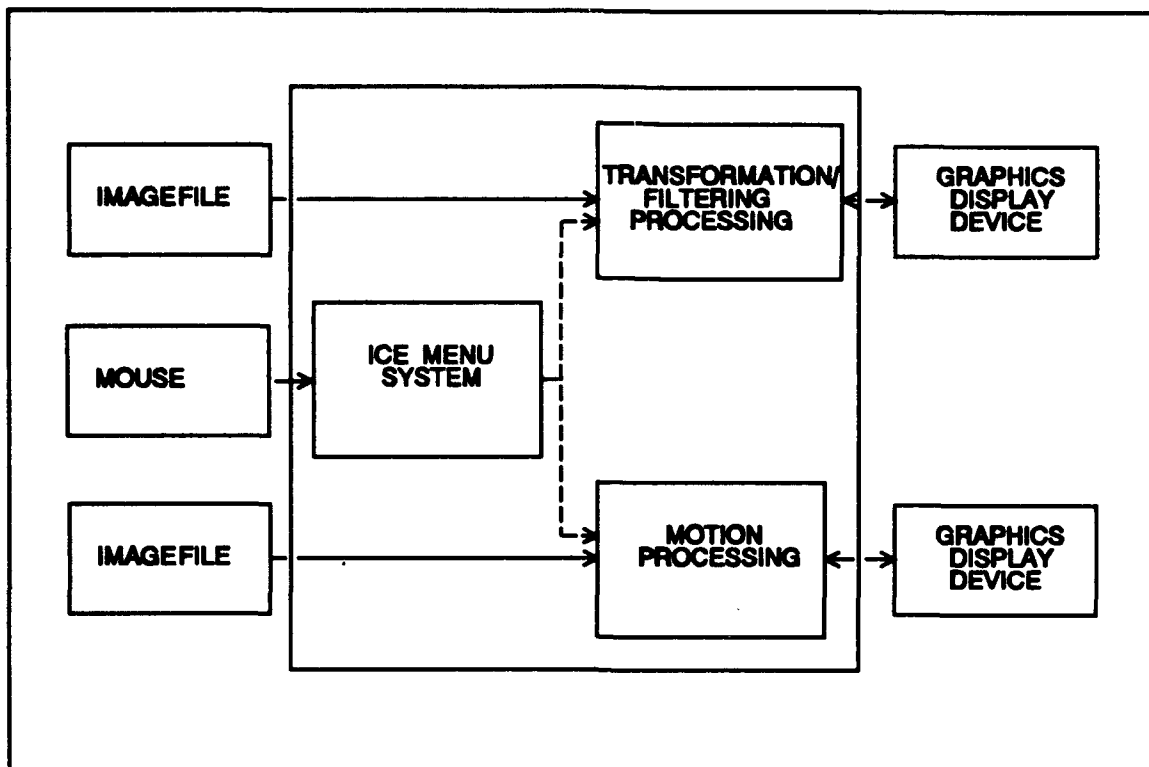 IMAGEFILE
TRANSFORMATION/
FILTERING
PROCESSING
GRAPHICS
DISPLAY
DEVICE
MOUSE
ICE MENU
SYSTEM
IMAGEFILE
MOTION
PROCESSING
GRAPHICS
DISPLAY
DEVICE